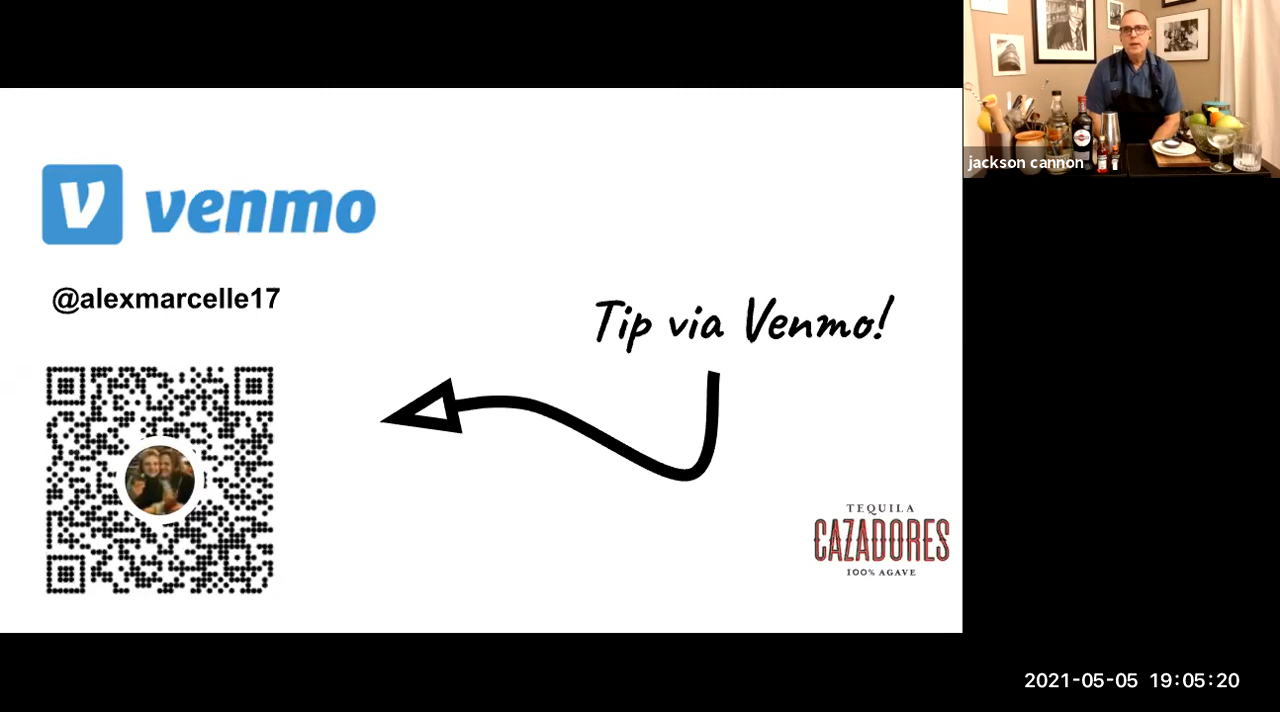 venmo
@alexmarcelle17
Tip via Venmo!
TEQUILA
CAZADORES
100% AGAVE
jackson cannon
2021-05-05 19:05:20